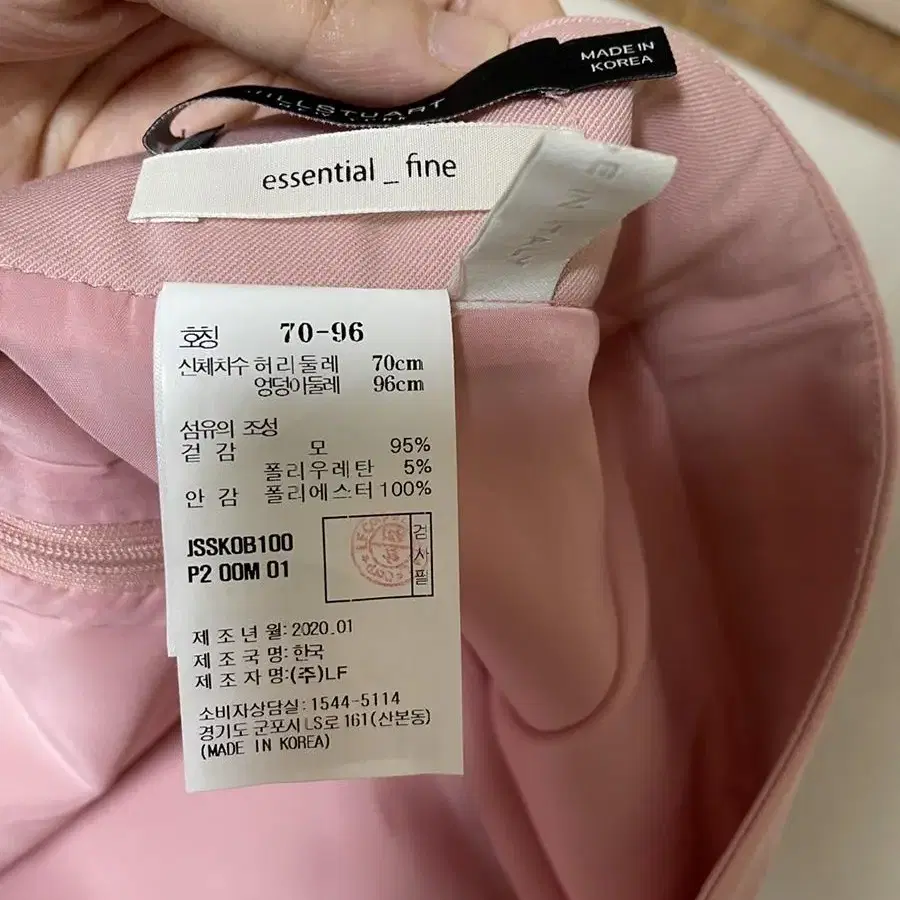 MADE IN
KOREA
JILLSTUART
essential _ fine
IN ITALY
호칭 70-96
신체치수 허리둘레 70cm
엉덩이둘레 96cm
섬유의 조성
겉 감 모 95%
폴리우레탄 5%
안 감 폴리에스터 100%
JSSK0B100
P2 00M 01
검사필
제 조 년 월: 2020.01
제 조 국 명: 한국
제 조 자 명:(주)LF
소비자상담실: 1544-5114
경기도 군포시 LS로 161(산본동)
(MADE IN KOREA)